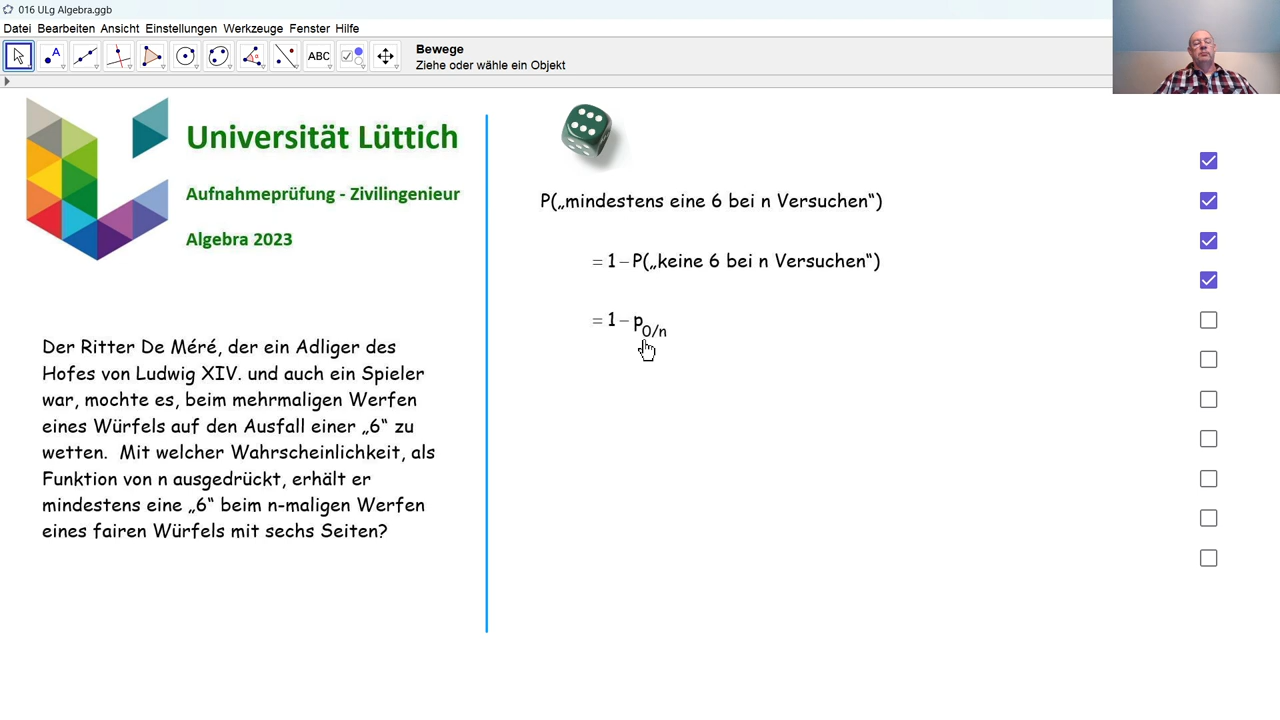 016 ULg Algebra.ggb
Datei Bearbeiten Ansicht Einstellungen Werkzeuge Fenster Hilfe
A
ABC
Bewege
Ziehe oder wähle ein Objekt
Universität Lüttich
Aufnahmeprüfung - Zivilingenieur
Algebra 2023
Der Ritter De Méré, der ein Adliger des
Hofes von Ludwig XIV. und auch ein Spieler
war, mochte es, beim mehrmaligen Werfen
eines Würfels auf den Ausfall einer „6“ zu
wetten. Mit welcher Wahrscheinlichkeit, als
Funktion von n ausgedrückt, erhält er
mindestens eine „6“ beim n-maligen Werfen
eines fairen Würfels mit sechs Seiten?
P(„mindestens eine 6 bei n Versuchen“)
= 1 – P(„keine 6 bei n Versuchen“)
= 1 – p0/n